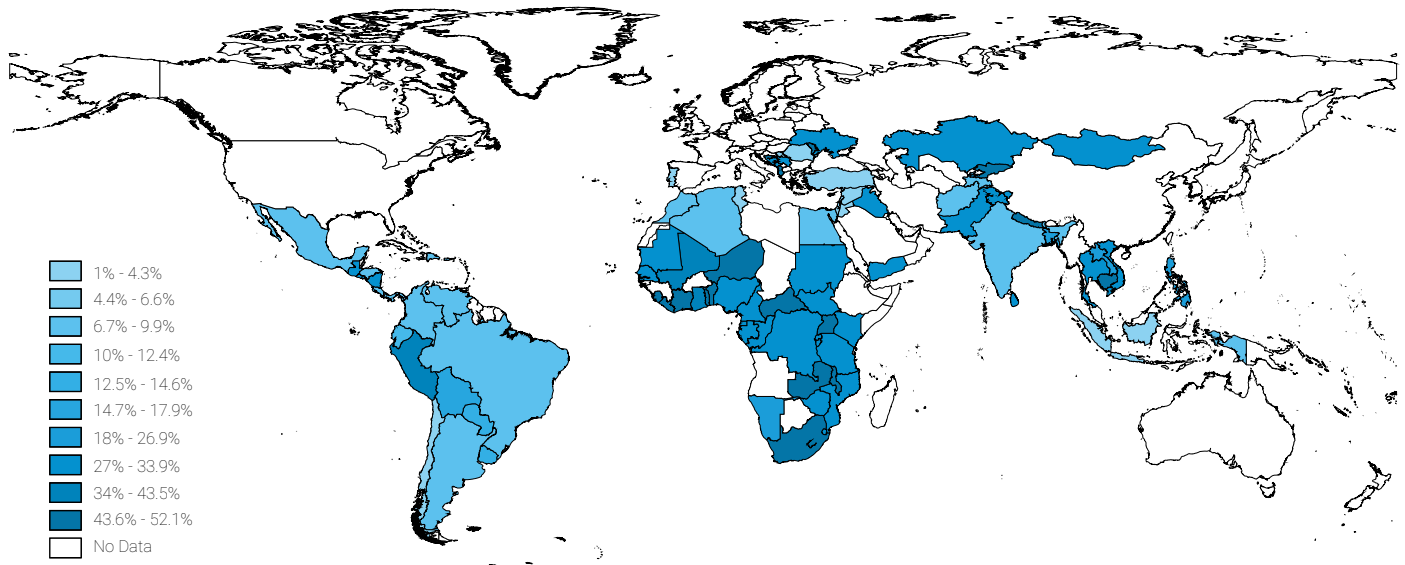 1% - 4.3%
4.4% - 6.6%
6.7% - 9.9%
10% - 12.4%
12.5% - 14.6%
14.7% - 17.9%
18% - 26.9%
27% - 33.9%
34% - 43.5%
43.6% - 52.1%
No Data